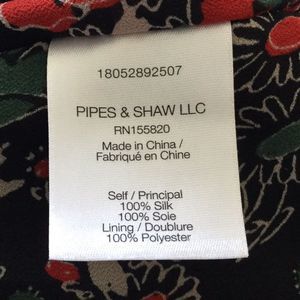 18052892507
PIPES & SHAW LLC
RN155820
Made in China /
Fabriqué en Chine
Self / Principal
100% Silk
100% Soie
Lining / Doublure
100% Polyester